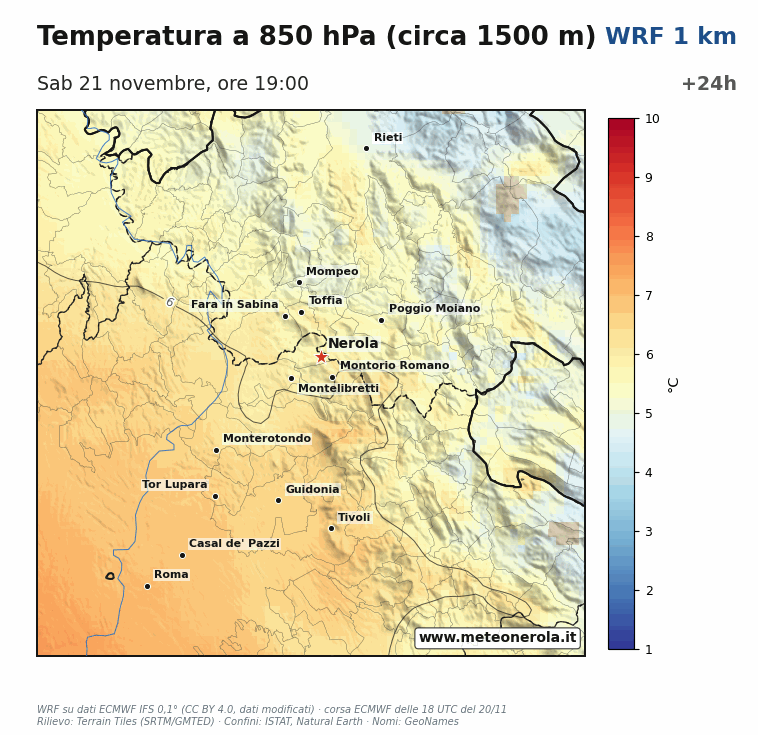 Temperatura a 850 hPa (circa 1500 m) WRF 1 km
Sab 21 novembre, ore 19:00 +24h
Rieti
Mompeo
Fara in Sabina
Toffia
Poggio Moiano
6
Nerola
Montorio Romano
Montelibretti
Monterotondo
Tor Lupara
Guidonia
Tivoli
Casal de' Pazzi
Roma
www.meteonerola.it
10
9
8
7
6
5
4
3
2
1
°C
WRF su dati ECMWF IFS 0,1° (CC BY 4.0, dati modificati) · corsa ECMWF delle 18 UTC del 20/11
Rilievo: Terrain Tiles (SRTM/GMTED) · Confini: ISTAT, Natural Earth · Nomi: GeoNames